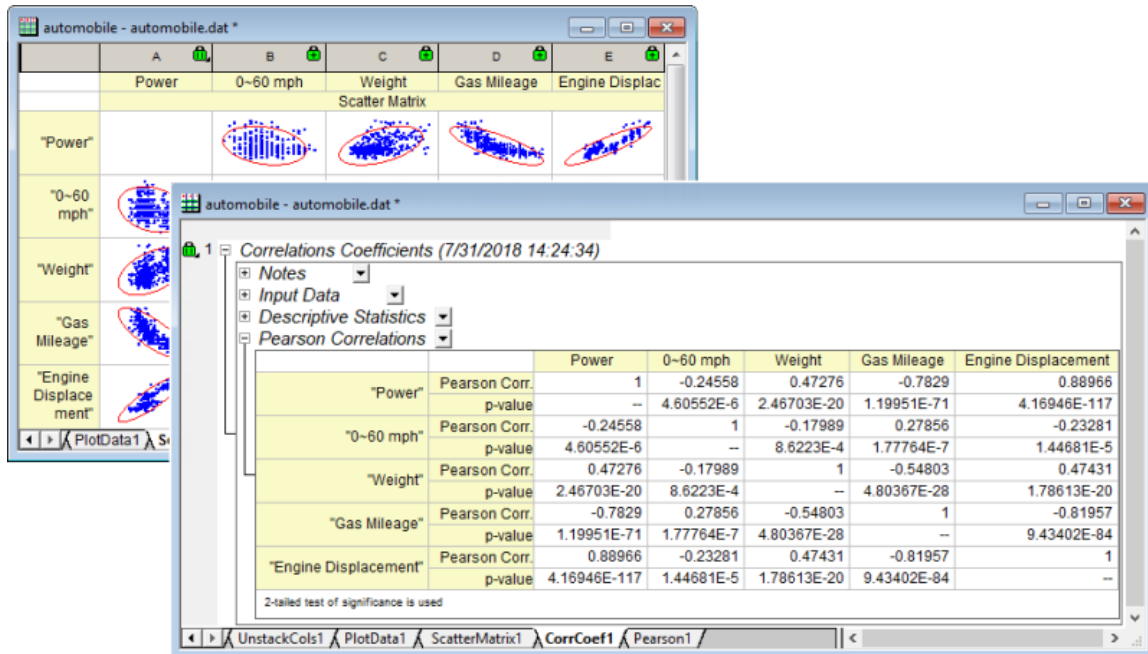 automobile - automobile.dat *
A B C D E
Power 0~60 mph Weight Gas Mileage Engine Displac
Scatter Matrix
"Power"
"0~60
mph"
"Weight"
"Gas
Mileage"
"Engine
Displace
ment"
PlotData1
automobile - automobile.dat *
1 Correlations Coefficients (7/31/2018 14:24:34)
Notes
Input Data
Descriptive Statistics
Pearson Correlations
Power 0~60 mph Weight Gas Mileage Engine Displacement
"Power" Pearson Corr. 1 -0.24558 0.47276 -0.7829 0.88966
p-value -- 4.60552E-6 2.46703E-20 1.19951E-71 4.16946E-117
"0~60 mph" Pearson Corr. -0.24558 1 -0.17989 0.27856 -0.23281
p-value 4.60552E-6 -- 8.6223E-4 1.77764E-7 1.44681E-5
"Weight" Pearson Corr. 0.47276 -0.17989 1 -0.54803 0.47431
p-value 2.46703E-20 8.6223E-4 -- 4.80367E-28 1.78613E-20
"Gas Mileage" Pearson Corr. -0.7829 0.27856 -0.54803 1 -0.81957
p-value 1.19951E-71 1.77764E-7 4.80367E-28 -- 9.43402E-84
"Engine Displacement" Pearson Corr. 0.88966 -0.23281 0.47431 -0.81957 1
p-value 4.16946E-117 1.44681E-5 1.78613E-20 9.43402E-84 --
2-tailed test of significance is used
UnstackCols1 PlotData1 ScatterMatrix1 CorrCoef1 Pearson1